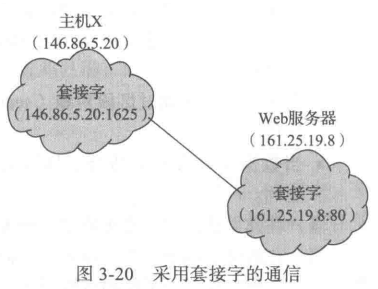 主机X
（146.86.5.20）
套接字
（146.86.5.20:1625）
Web服务器
（161.25.19.8）
套接字
（161.25.19.8:80）
图 3-20 采用套接字的通信